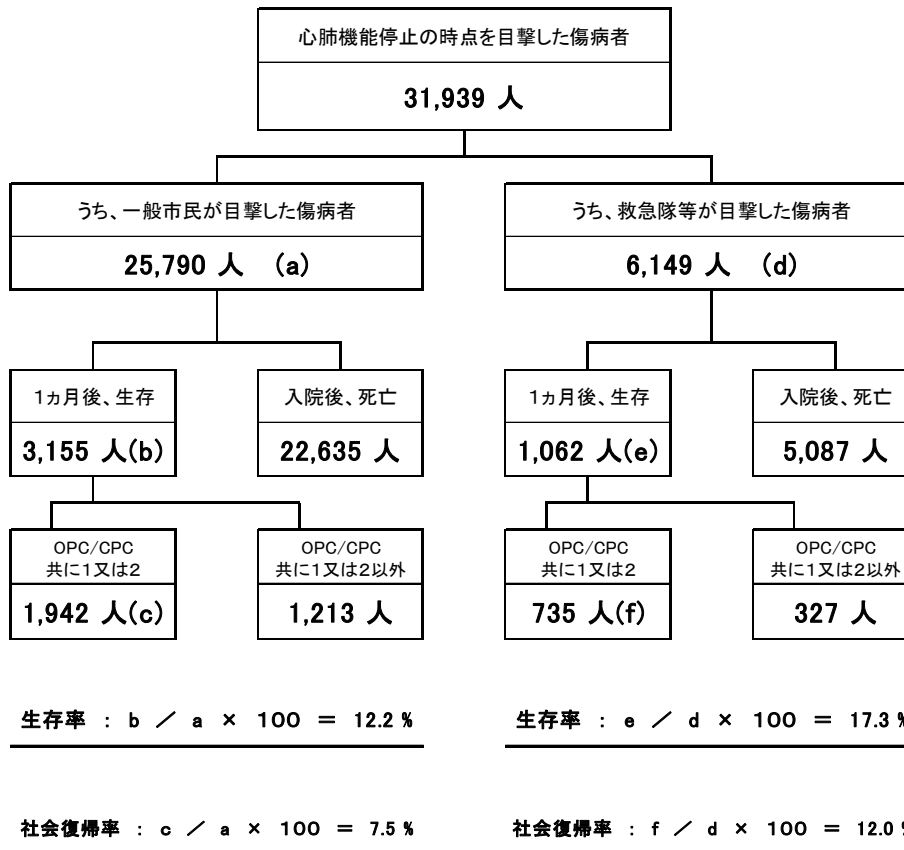 心肺機能停止の時点を目撃した傷病者
31,939 人
うち、一般市民が目撃した傷病者
25,790 人 (a)
うち、救急隊等が目撃した傷病者
6,149 人 (d)
1ヵ月後、生存
3,155 人(b)
入院後、死亡
22,635 人
1ヵ月後、生存
1,062 人(e)
入院後、死亡
5,087 人
OPC/CPC
共に1又は2
1,942 人(c)
OPC/CPC
共に1又は2以外
1,213 人
OPC/CPC
共に1又は2
735 人(f)
OPC/CPC
共に1又は2以外
327 人
生存率 : b ／ a × 100 = 12.2 %
生存率 : e ／ d × 100 = 17.3 %
社会復帰率 : c ／ a × 100 = 7.5 %
社会復帰率 : f ／ d × 100 = 12.0 %